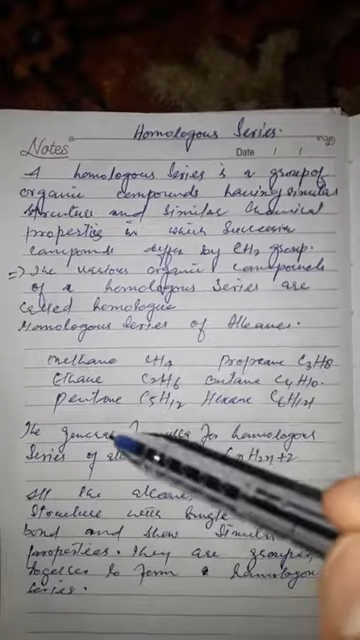 Homologous Series.
Notes
Date / /
A homologous Series is a group of
organic compounds having similar
structure and similar chemical
properties in which Successive
compounds differ by CH2 group.
=) The various organic compounds
of a homologous Series are
called homologue
Homologous Series of Alkanes.
methane CH4 Propane C3H8
Ethane C2H6 Butane C4H10.
Pentane C5H12 Hexane C6H14
The general for homologous
Series of CnH2n+2
All the alkane
Structure with Single
bond and show Similar
properties. They are grouped
together to form a homologous
Series.